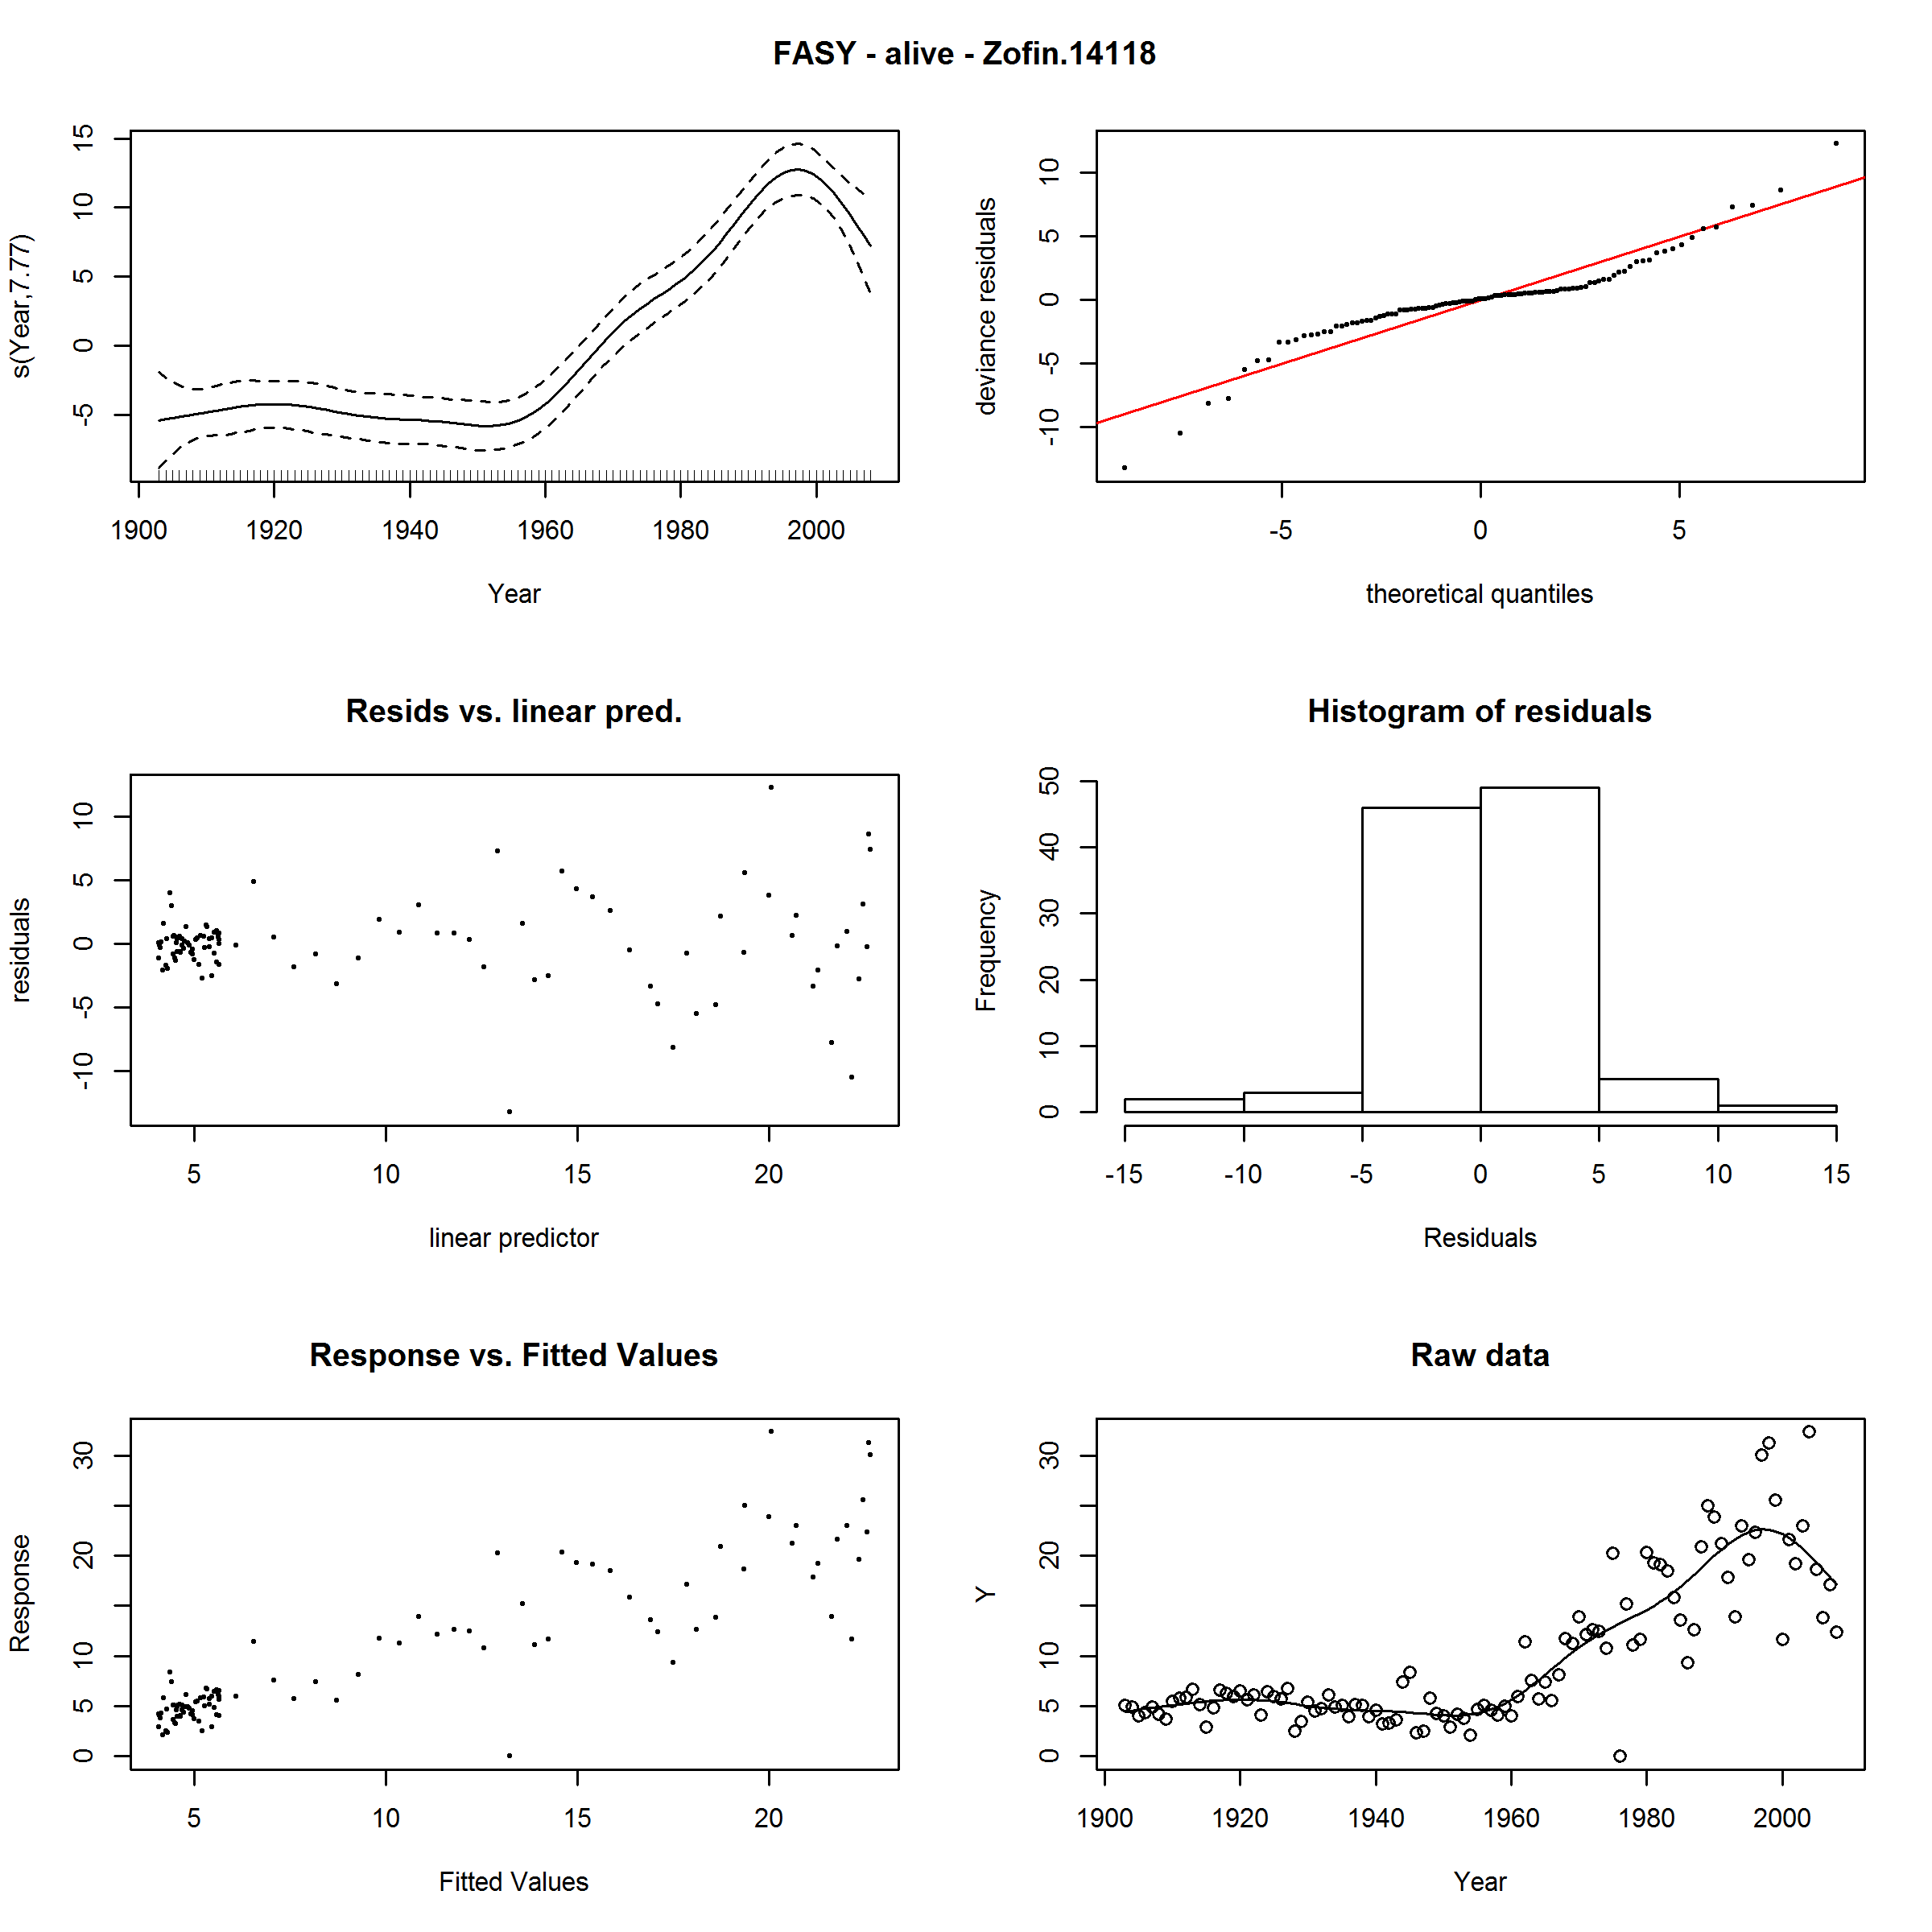 FASY - alive - Zofin.14118
s(Year,7.77)
-5 0 5 10 15
1900 1920 1940 1960 1980 2000
Year
deviance residuals
-10 -5 0 5 10
-5 0 5
theoretical quantiles
Resids vs. linear pred.
residuals
-10 -5 0 5 10
5 10 15 20
linear predictor
Histogram of residuals
Frequency
0 10 20 30 40 50
-15 -10 -5 0 5 10 15
Residuals
Response vs. Fitted Values
Response
0 5 10 20 30
5 10 15 20
Fitted Values
Raw data
Y
0 5 10 20 30
1900 1920 1940 1960 1980 2000
Year